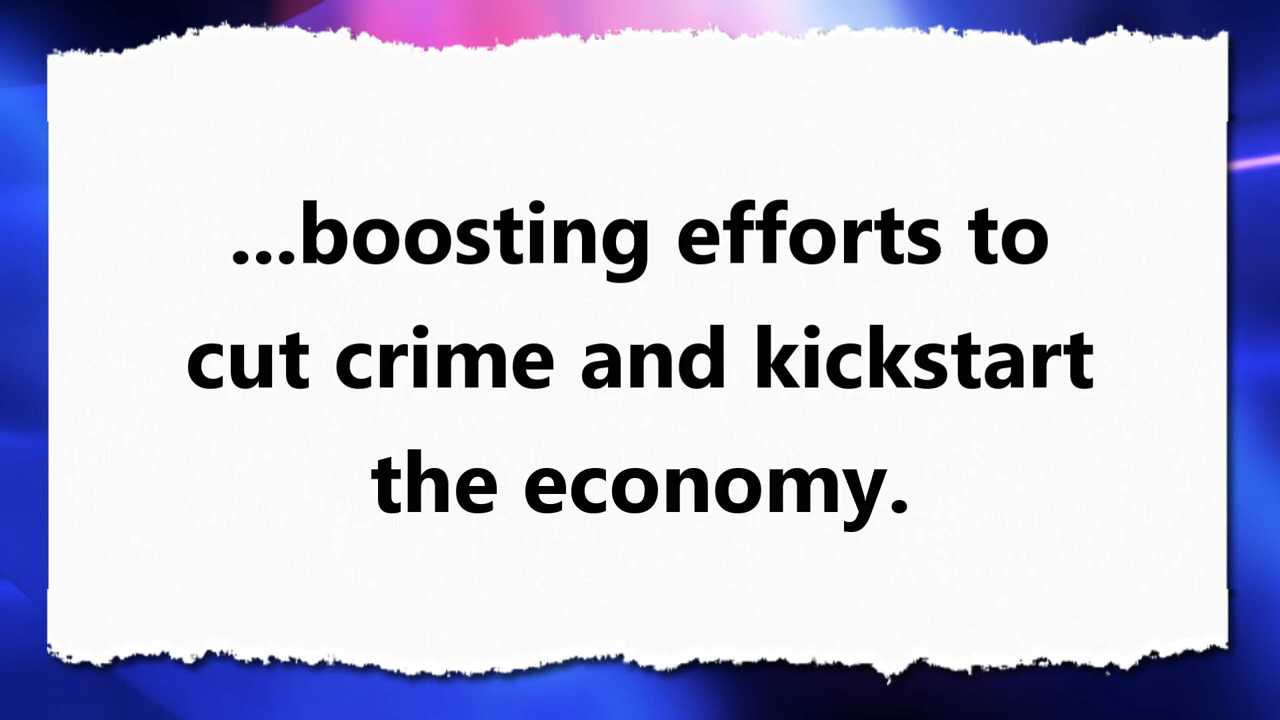 ...boosting efforts to
cut crime and kickstart
the economy.